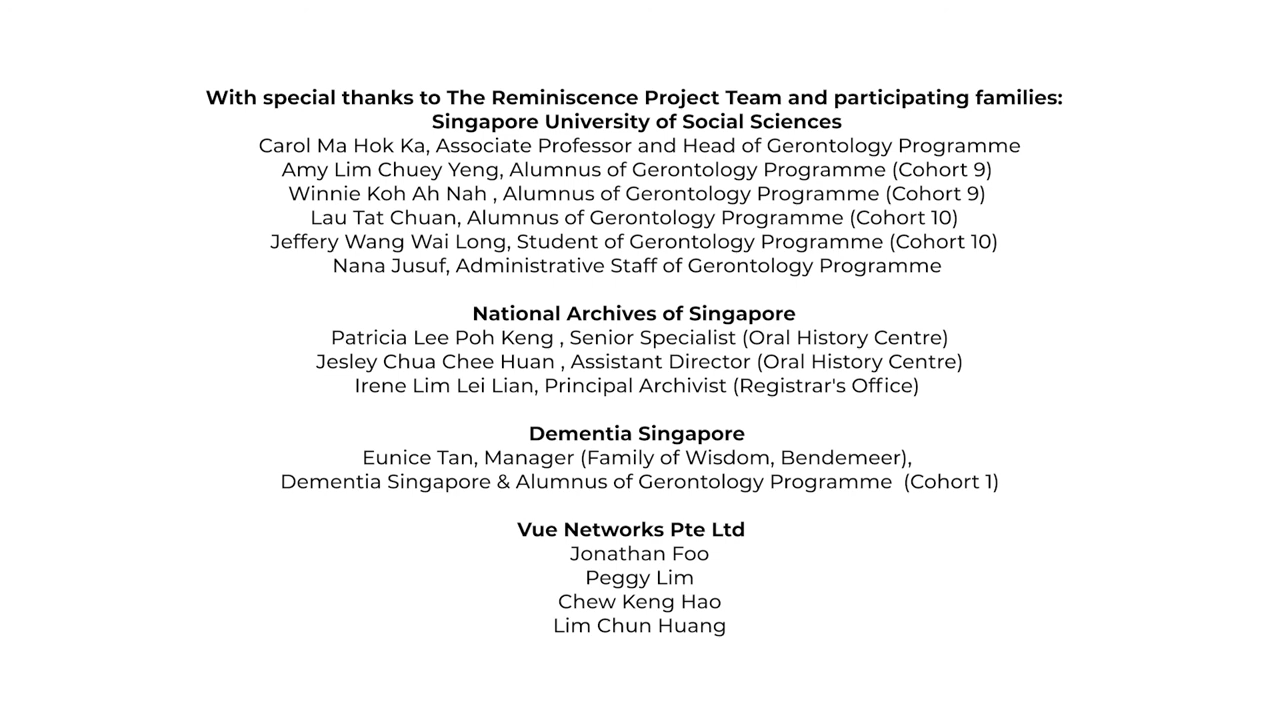 With special thanks to The Reminiscence Project Team and participating families:
Singapore University of Social Sciences
Carol Ma Hok Ka, Associate Professor and Head of Gerontology Programme
Amy Lim Chuey Yeng, Alumnus of Gerontology Programme (Cohort 9)
Winnie Koh Ah Nah , Alumnus of Gerontology Programme (Cohort 9)
Lau Tat Chuan, Alumnus of Gerontology Programme (Cohort 10)
Jeffery Wang Wai Long, Student of Gerontology Programme (Cohort 10)
Nana Jusuf, Administrative Staff of Gerontology Programme
National Archives of Singapore
Patricia Lee Poh Keng , Senior Specialist (Oral History Centre)
Jesley Chua Chee Huan , Assistant Director (Oral History Centre)
Irene Lim Lei Lian, Principal Archivist (Registrar's Office)
Dementia Singapore
Eunice Tan, Manager (Family of Wisdom, Bendemeer),
Dementia Singapore & Alumnus of Gerontology Programme  (Cohort 1)
Vue Networks Pte Ltd
Jonathan Foo
Peggy Lim
Chew Keng Hao
Lim Chun Huang